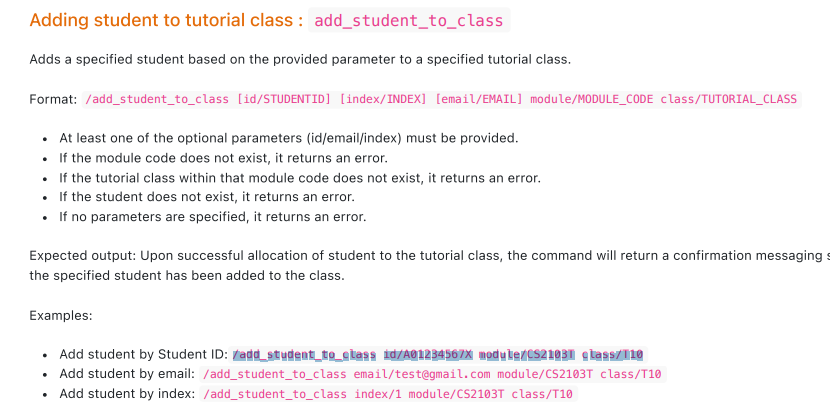 Adding student to tutorial class : add_student_to_class
Adds a specified student based on the provided parameter to a specified tutorial class.
Format: /add_student_to_class [id/STUDENTID] [index/INDEX] [email/EMAIL] module/MODULE_CODE class/TUTORIAL_CLASS
• At least one of the optional parameters (id/email/index) must be provided.
• If the module code does not exist, it returns an error.
• If the tutorial class within that module code does not exist, it returns an error.
• If the student does not exist, it returns an error.
• If no parameters are specified, it returns an error.
Expected output: Upon successful allocation of student to the tutorial class, the command will return a confirmation messaging s
the specified student has been added to the class.
Examples:
• Add student by Student ID: /add_student_to_class id/A01234567X module/CS2103T class/T10
• Add student by email: /add_student_to_class email/test@gmail.com module/CS2103T class/T10
• Add student by index: /add_student_to_class index/1 module/CS2103T class/T10